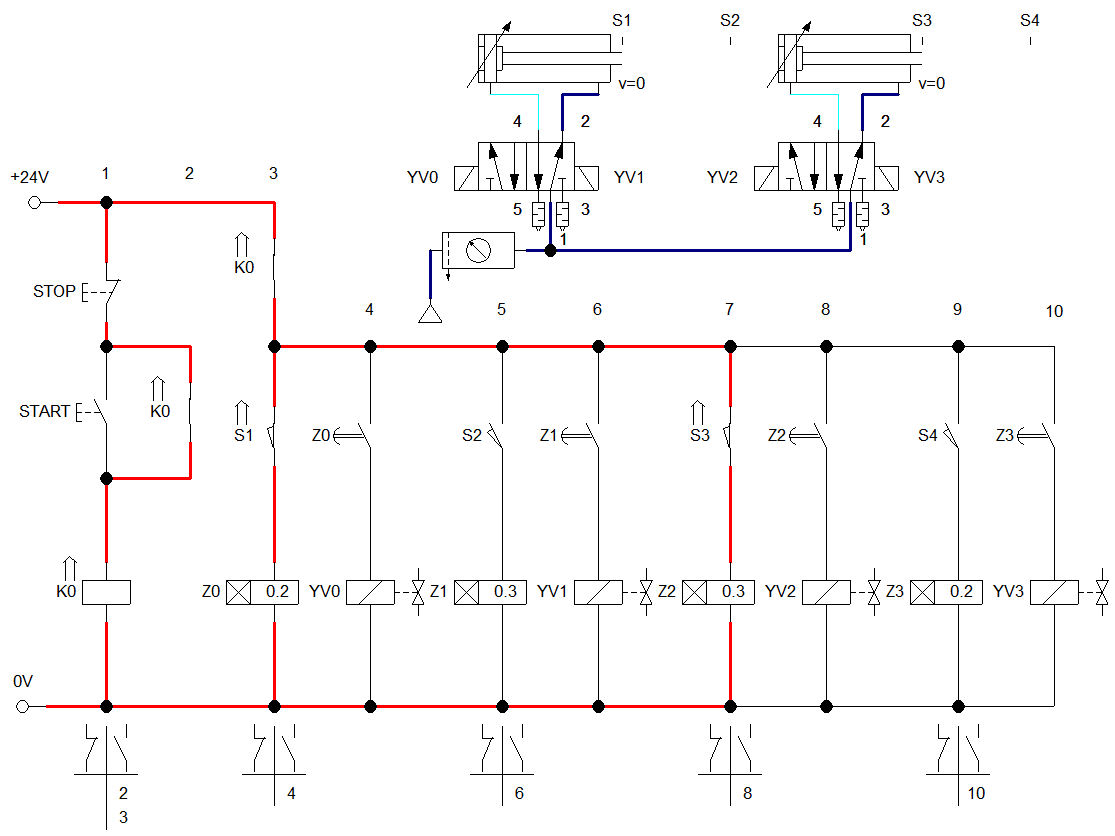 S1 S2 S3 S4
v=0 v=0
4 2 4 2
1 2 3
+24V
YV0 YV1 YV2 YV3
5 3 5 3
1 1
K0
STOP
4 5 6 7 8 9 10
START K0
S1 Z0 S2 Z1 S3 Z2 S4 Z3
K0 Z0 0.2 YV0 Z1 0.3 YV1 Z2 0.3 YV2 Z3 0.2 YV3
0V
2 4 6 8 10
3